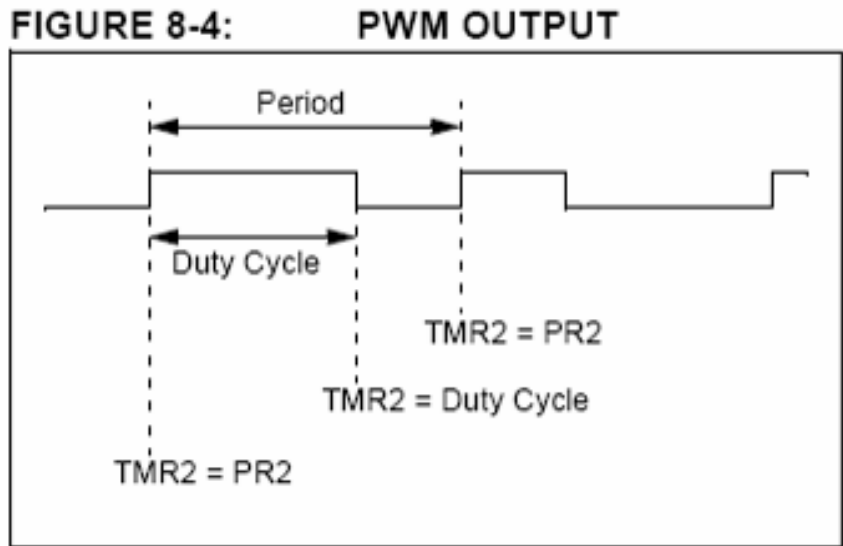 FIGURE 8-4: PWM OUTPUT
Period
Duty Cycle
TMR2 = PR2
TMR2 = Duty Cycle
TMR2 = PR2